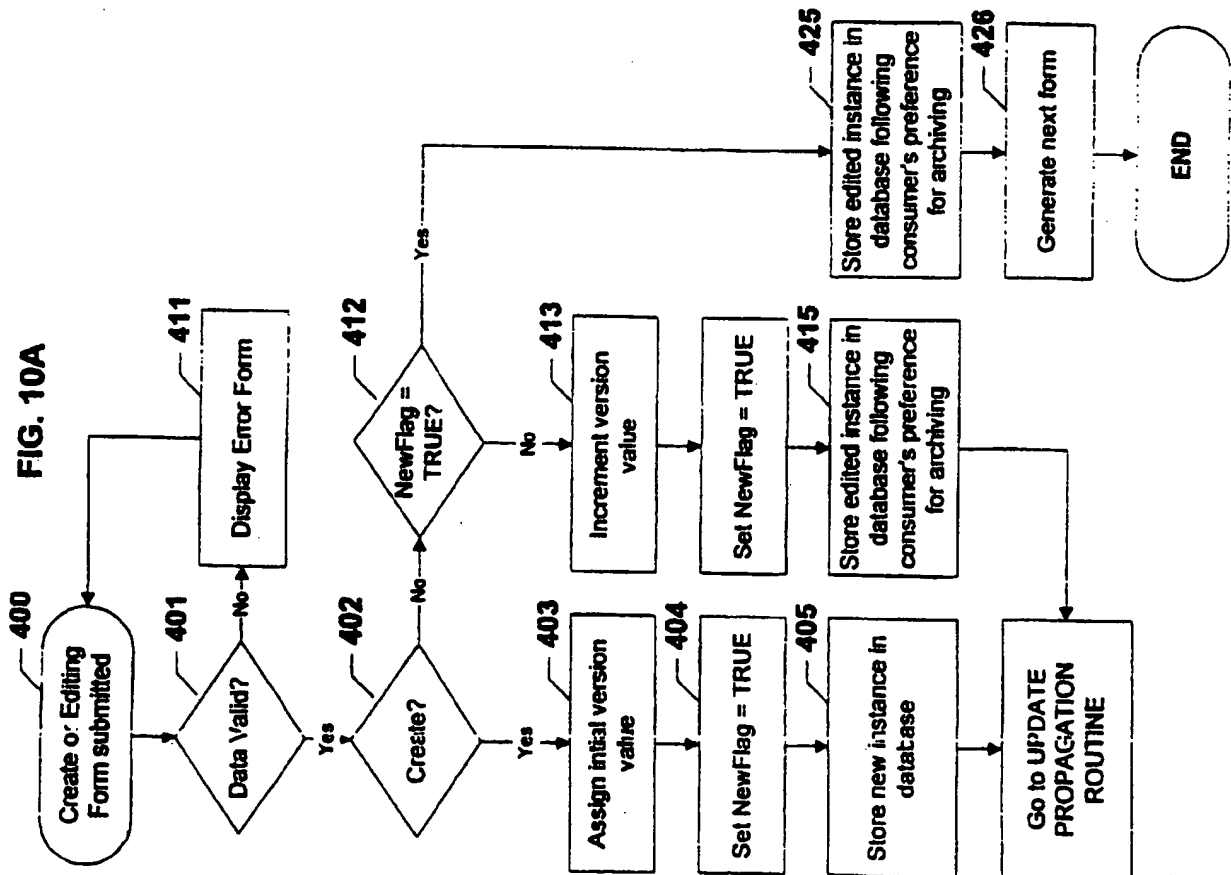 FIG. 10A
400
Create or Editing
Form submitted
401
Data Valid?
No
411
Display Error Form
Yes
402
Create?
No
412
NewFlag =
TRUE?
Yes
Yes
403
Assign initial version
value
404
Set NewFlag = TRUE
405
Store new instance in
database
Go to UPDATE
PROPAGATION
ROUTINE
No
413
Increment version
value
Set NewFlag = TRUE
415
Store edited instance in
database following
consumer's preference
for archiving
425
Store edited instance in
database following
consumer's preference
for archiving
426
Generate next form
END